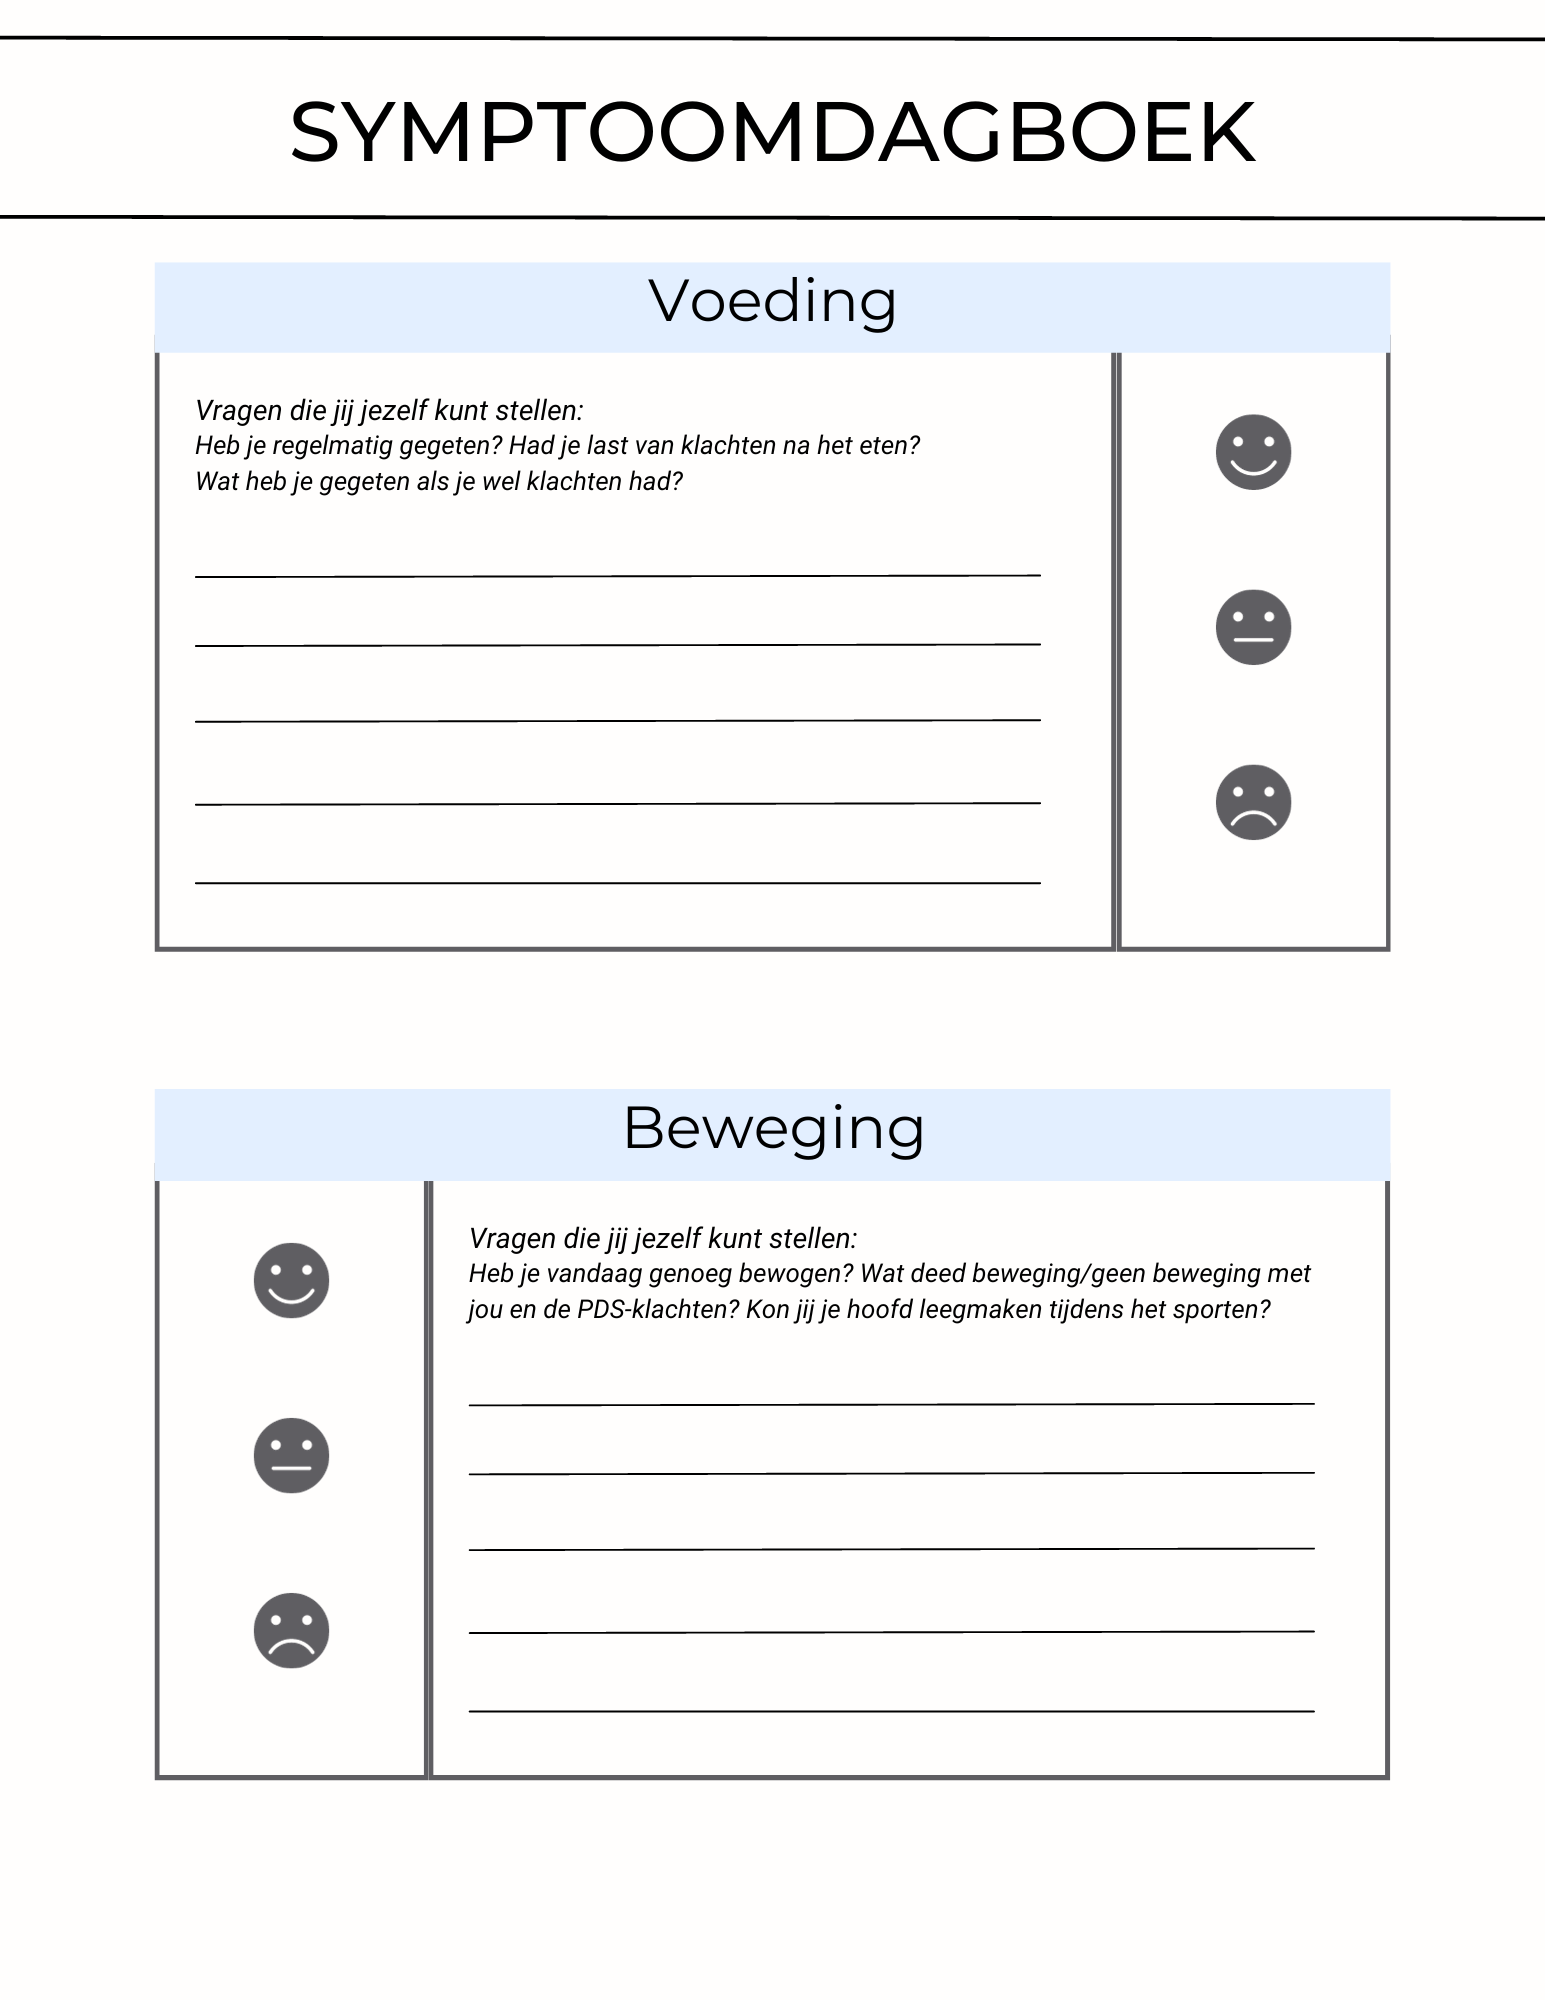 SYMPTOOMDAGBOEK
Voeding
Vragen die jij jezelf kunt stellen:
Heb je regelmatig gegeten? Had je last van klachten na het eten?
Wat heb je gegeten als je wel klachten had?
Beweging
Vragen die jij jezelf kunt stellen:
Heb je vandaag genoeg bewogen? Wat deed beweging/geen beweging met
jou en de PDS-klachten? Kon jij je hoofd leegmaken tijdens het sporten?